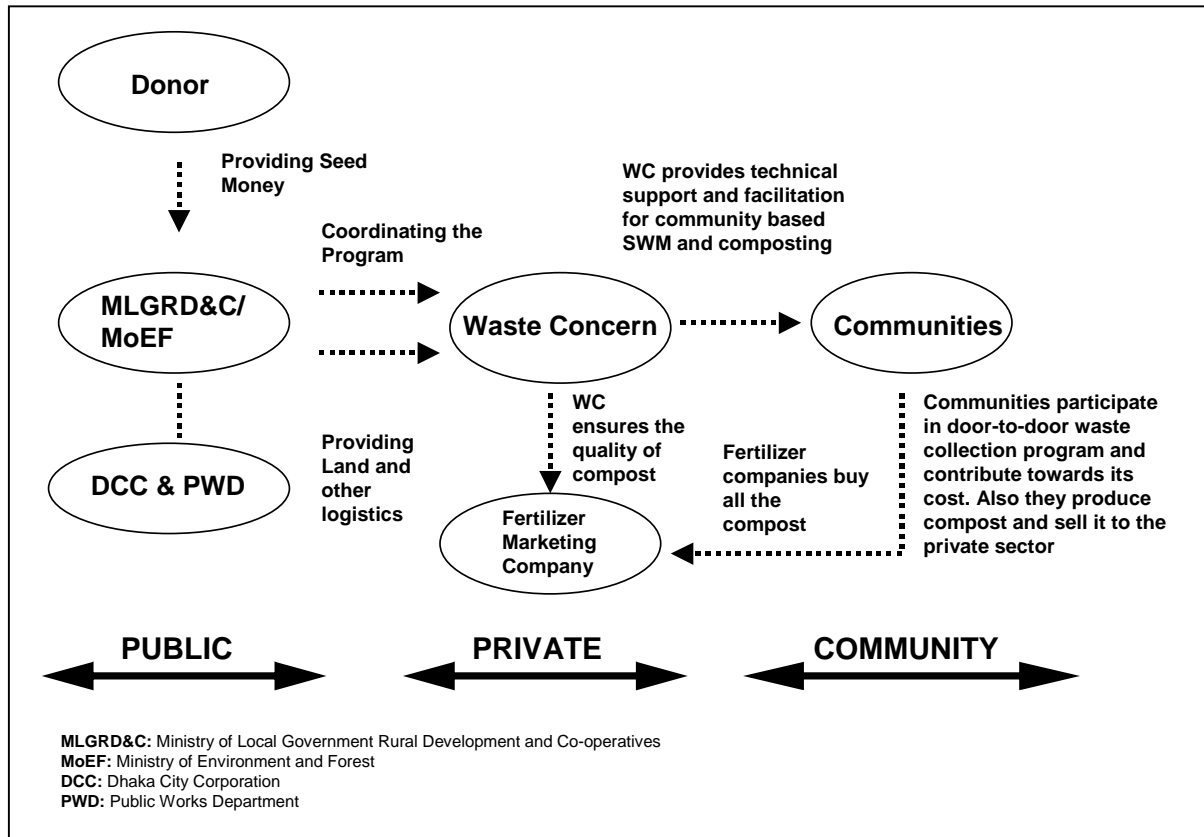 Donor
Providing Seed
Money
WC provides technical
support and facilitation
for community based
SWM and composting
Coordinating the
Program
MLGRD&C/
MoEF
Waste Concern
Communities
WC
ensures the
quality of
compost
Communities participate
in door-to-door waste
collection program and
contribute towards its
cost. Also they produce
compost and sell it to the
private sector
Fertilizer
companies buy
all the
compost
DCC & PWD
Providing
Land and
other
logistics
Fertilizer
Marketing
Company
PUBLIC
PRIVATE
COMMUNITY
MLGRD&C: Ministry of Local Government Rural Development and Co-operatives
MoEF: Ministry of Environment and Forest
DCC: Dhaka City Corporation
PWD: Public Works Department